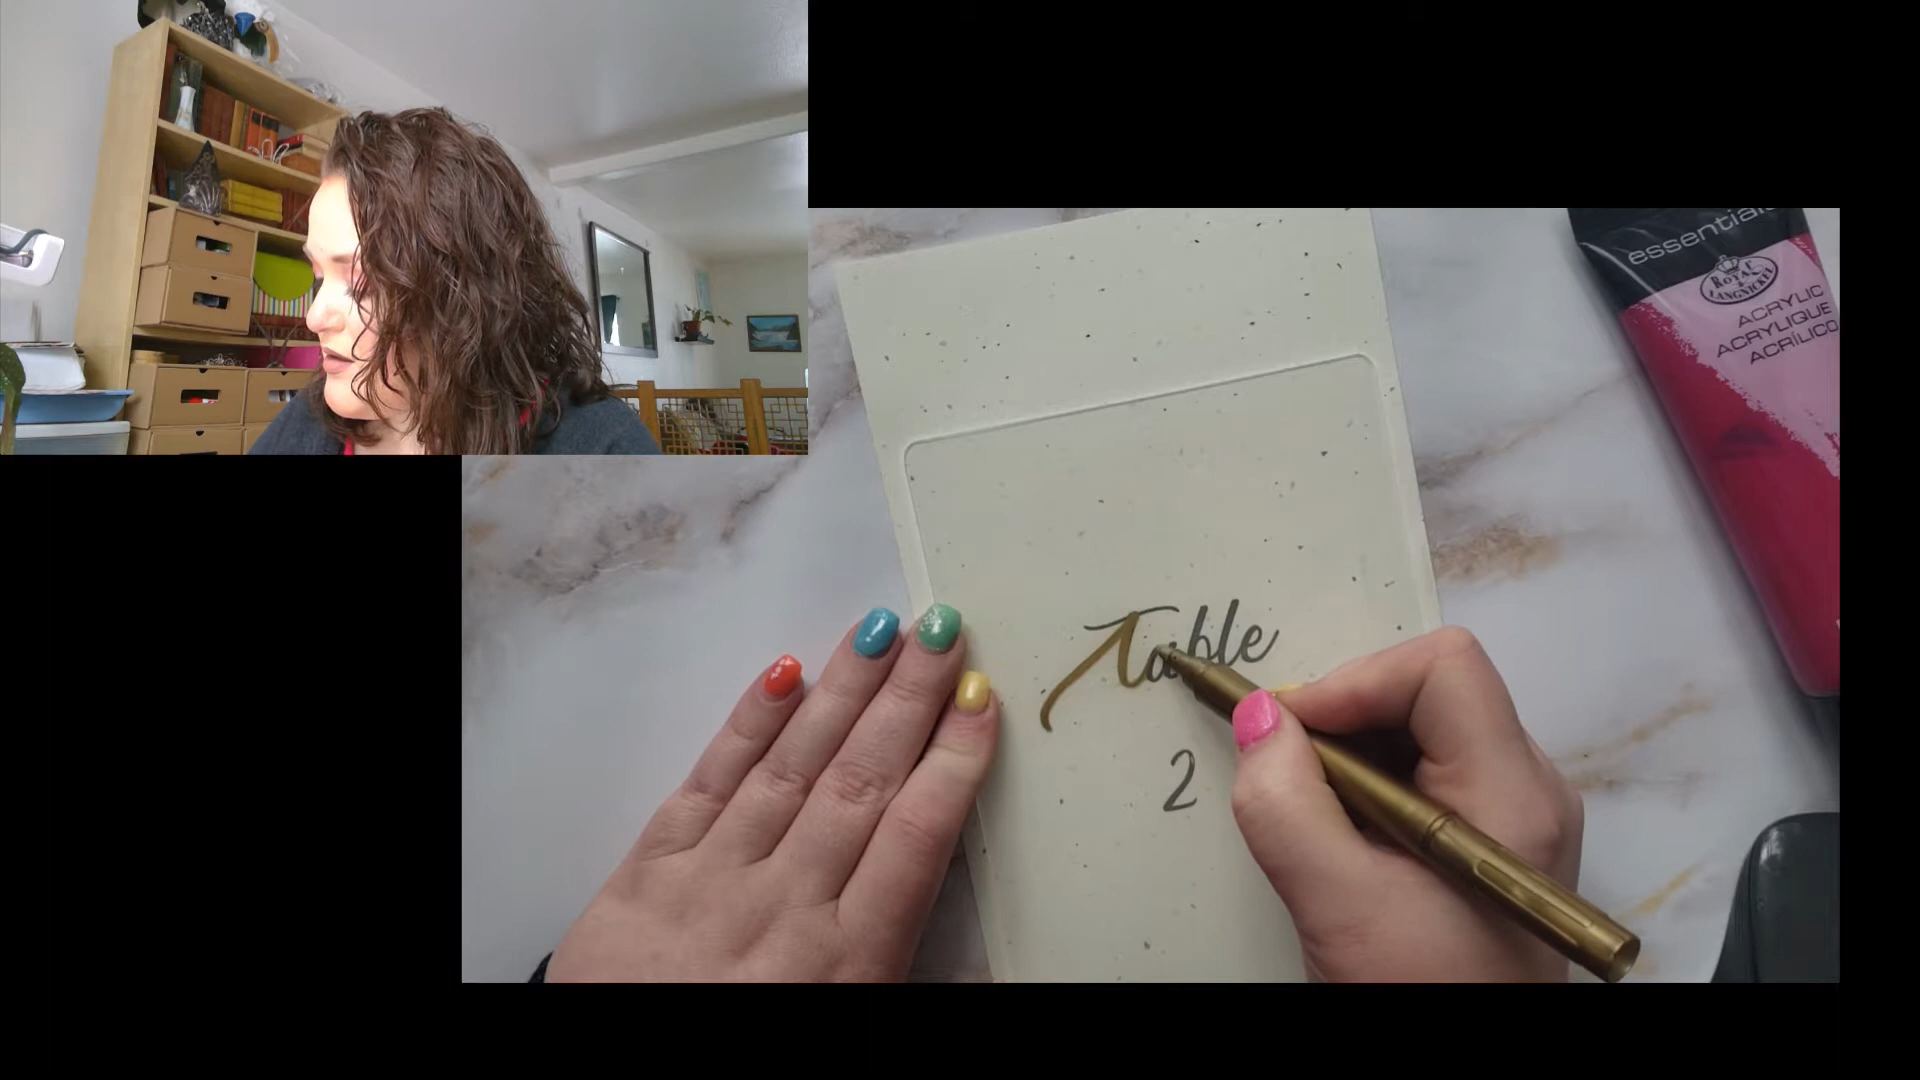 essentials
ROYAL & LANGNICKEL
ACRYLIC
ACRYLIQUE
ACRÍLICO
Table
2